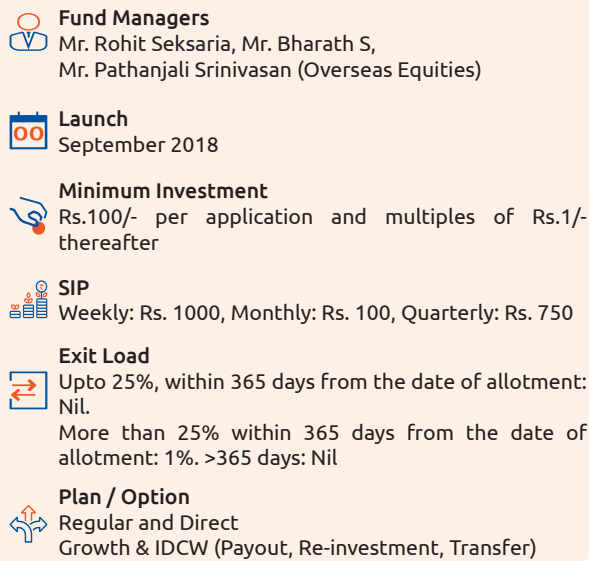 Fund Managers
Mr. Rohit Seksaria, Mr. Bharath S,
Mr. Pathanjali Srinivasan (Overseas Equities)
Launch
00
September 2018
Minimum Investment
Rs.100/- per application and multiples of Rs.1/-
thereafter
SIP
Weekly: Rs. 1000, Monthly: Rs. 100, Quarterly: Rs. 750
Exit Load
Upto 25%, within 365 days from the date of allotment:
Nil.
More than 25% within 365 days from the date of
allotment: 1%. >365 days: Nil
Plan / Option
Regular and Direct
Growth & IDCW (Payout, Re-investment, Transfer)